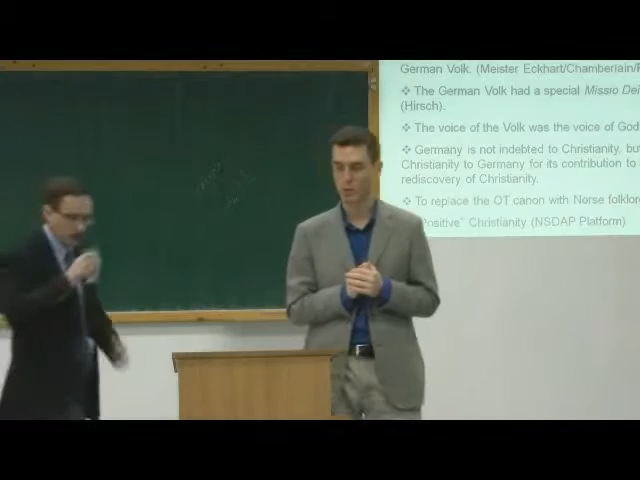 German Volk. (Meister Eckhart/Chamberlain/
❖ The German Volk had a special Missio Dei
(Hirsch).
❖ The voice of the Volk was the voice of God
❖ Germany is not indebted to Christianity, but
Christianity to Germany for its contribution to
rediscovery of Christianity.
❖ To replace the OT canon with Norse folklor
"Positive" Christianity (NSDAP Platform)